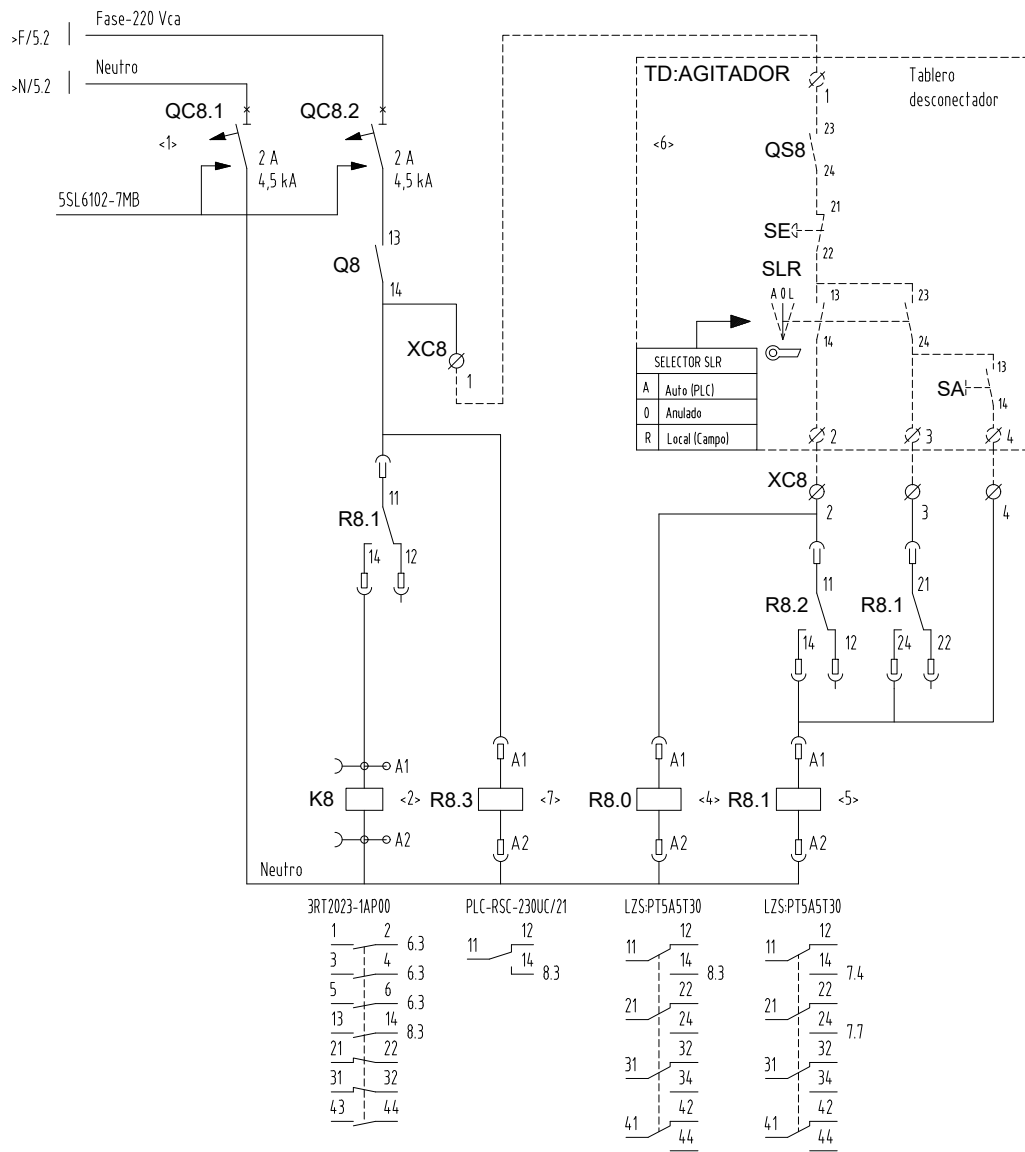 Fase-220 Vca
>F/5.2
Neutro
>N/5.2
QC8.1
QC8.2
<1>
2 A
4,5 kA
2 A
4,5 kA
5SL6102-7MB
13
Q8
14
XC8
1
TD:AGITADOR
Tablero
desconectador
1
<6>
23
QS8
24
21
SE
22
SLR
A 0 L
13
23
14
24
SELECTOR SLR
A Auto (PLC)
0 Anulado
R Local (Campo)
13
SA
14
2
3
4
XC8
2
3
4
11
R8.1
14
12
11
R8.2
14
12
21
R8.1
24
22
A1
K8
<2>
A2
A1
R8.3
<7>
A2
A1
R8.0
<4>
A2
A1
R8.1
<5>
A2
Neutro
3RT2023-1AP00
1 2 6.3
3 4 6.3
5 6 6.3
13 14 8.3
21 22
31 32
43 44
PLC-RSC-230UC/21
12
11
14 8.3
LZS:PT5A5T30
12
11
14 8.3
22
21
24
32
31
34
42
41
44
LZS:PT5A5T30
12
11
14 7.4
22
21
24 7.7
32
31
34
42
41
44